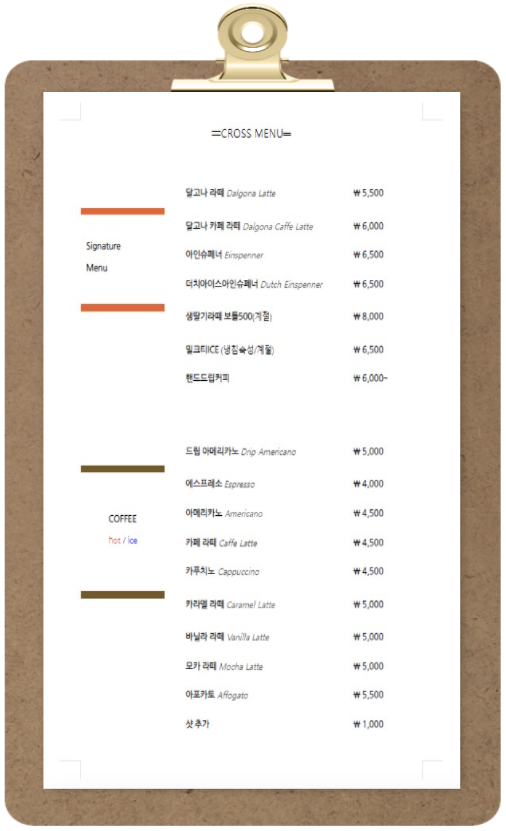 =CROSS MENU=
Signature
Menu
달고나 라떼 Dalgona Latte ₩ 5,500
달고나 카페 라떼 Dalgona Caffe Latte ₩ 6,000
아인슈페너 Einspenner ₩ 6,500
더치아이스아인슈페너 Dutch Einspenner ₩ 6,500
생딸기라떼 보틀500(계절) ₩ 8,000
밀크티ICE (냉침숙성/계절) ₩ 6,500
핸드드립커피 ₩ 6,000~
COFFEE
hot / ice
드립 아메리카노 Drip Americano ₩ 5,000
에스프레소 Espresso ₩ 4,000
아메리카노 Americano ₩ 4,500
카페 라떼 Caffe Latte ₩ 4,500
카푸치노 Cappuccino ₩ 4,500
카라멜 라떼 Caramel Latte ₩ 5,000
바닐라 라떼 Vanilla Latte ₩ 5,000
모카 라떼 Mocha Latte ₩ 5,000
아포카토 Affogato ₩ 5,500
샷 추가 ₩ 1,000